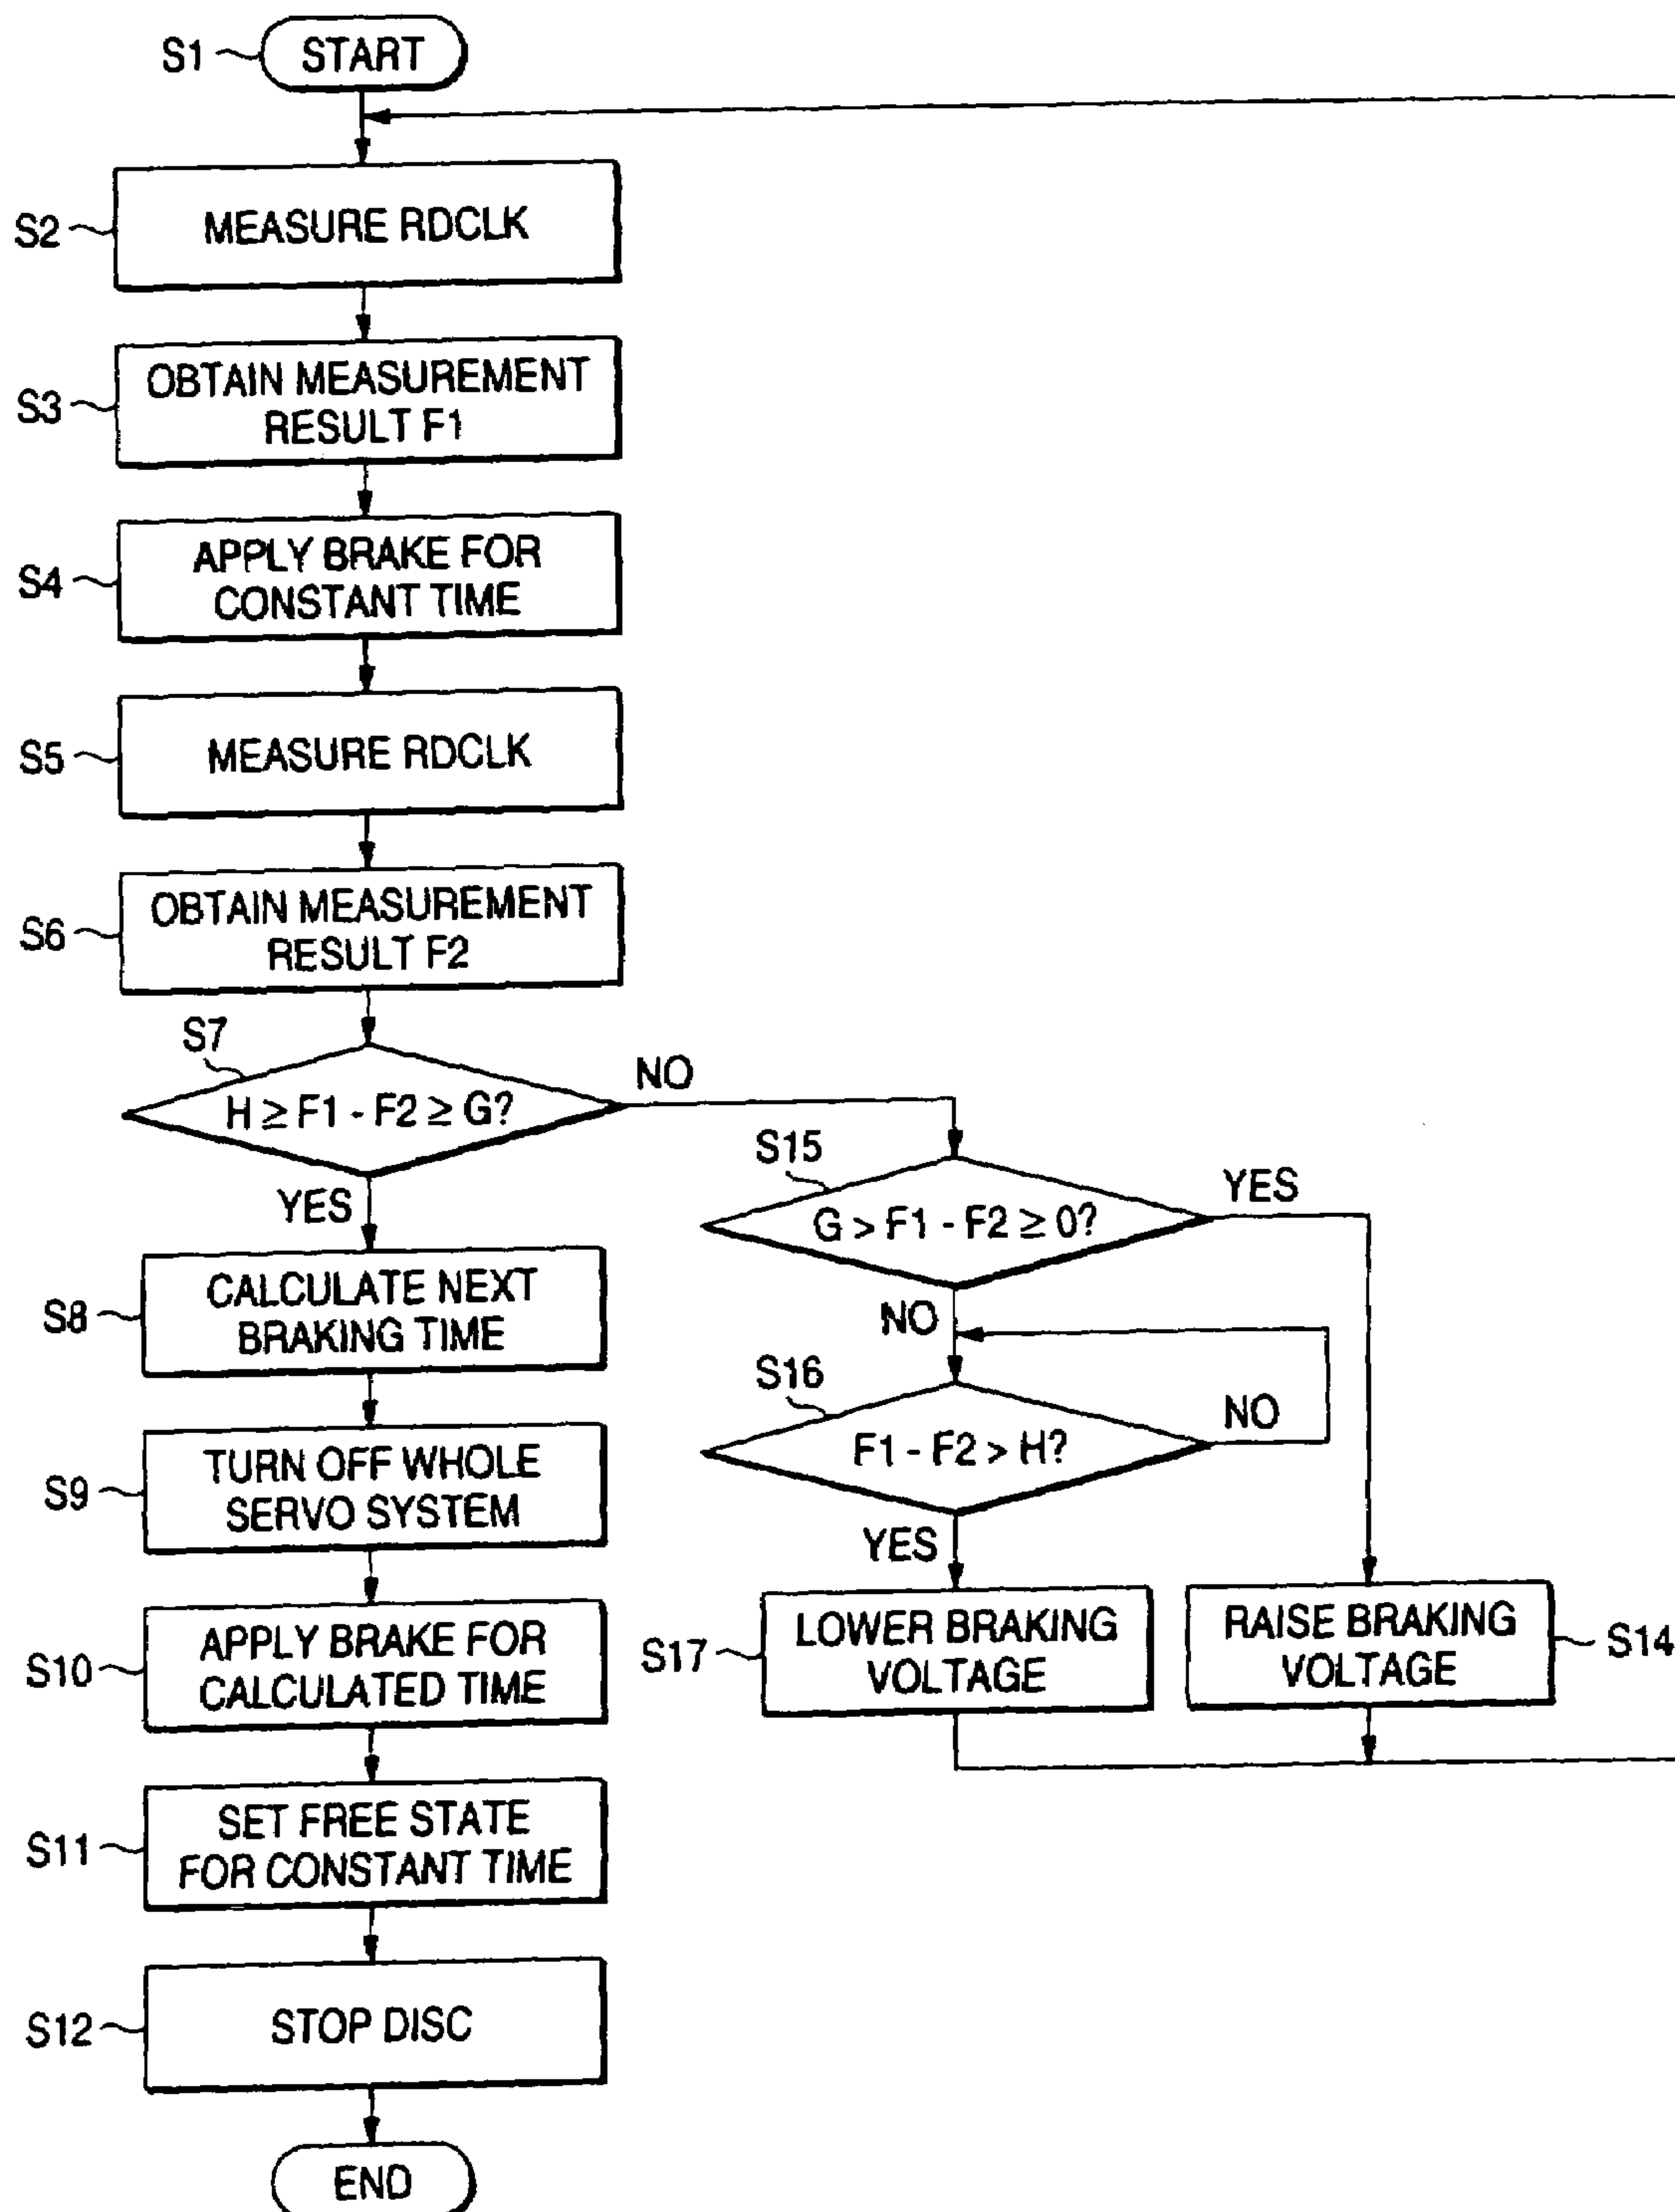 S1
START
S2
MEASURE RDCLK
S3
OBTAIN MEASUREMENT
RESULT F1
S4
APPLY BRAKE FOR
CONSTANT TIME
S5
MEASURE RDCLK
S6
OBTAIN MEASUREMENT
RESULT F2
S7
H ≥ F1 - F2 ≥ G?
NO
YES
S15
G > F1 - F2 ≥ 0?
YES
NO
S8
CALCULATE NEXT
BRAKING TIME
S16
F1 - F2 > H?
NO
YES
S9
TURN OFF WHOLE
SERVO SYSTEM
S10
APPLY BRAKE FOR
CALCULATED TIME
S17
LOWER BRAKING
VOLTAGE
RAISE BRAKING
VOLTAGE
S14
S11
SET FREE STATE
FOR CONSTANT TIME
S12
STOP DISC
END